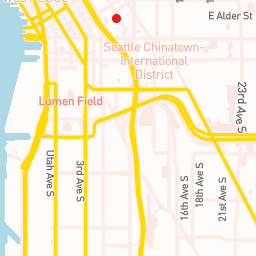 E Alder St
Seattle Chinatown-
International
District
Lumen Field
23rd Ave S
Utah Ave S
3rd Ave S
16th Ave S
18th Ave S
21st Ave S